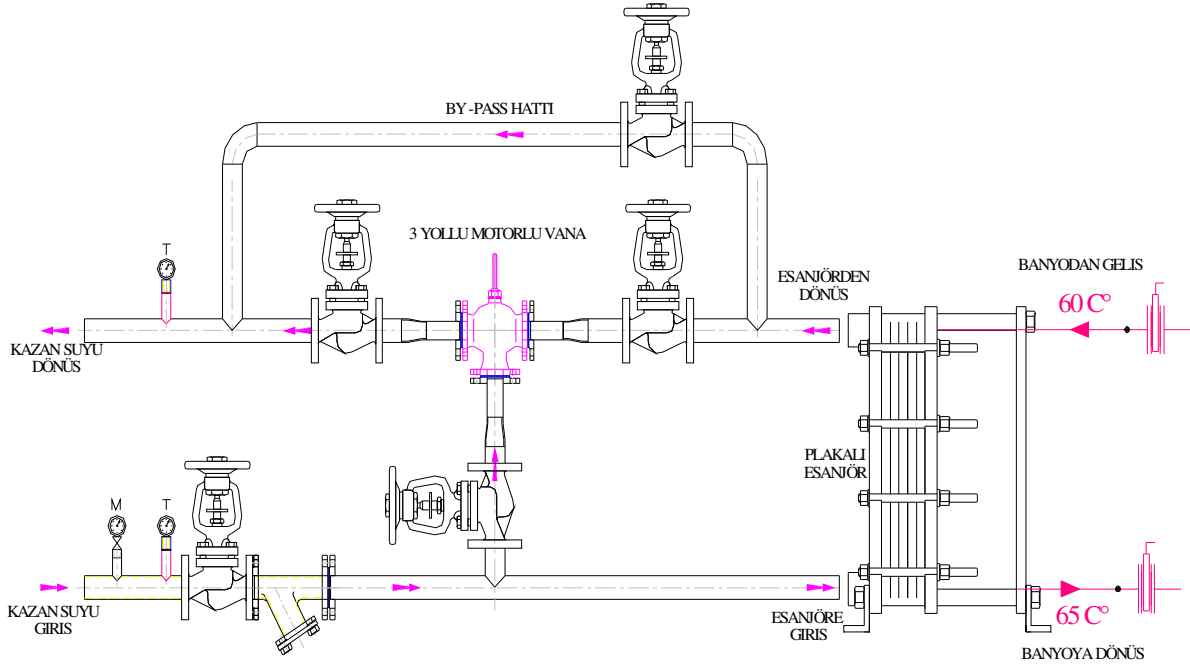 BY-PASS HATTI
3 YOLLU MOTORLU VANA
T
ESANJÖRDEN
DÖNÜS
BANYODAN GELIS
60 C°
KAZAN SUYU
DÖNÜS
PLAKALI
ESANJÖR
M
T
KAZAN SUYU
GIRIS
ESANJÖRE
GIRIS
65 C°
BANYOYA DÖNÜS